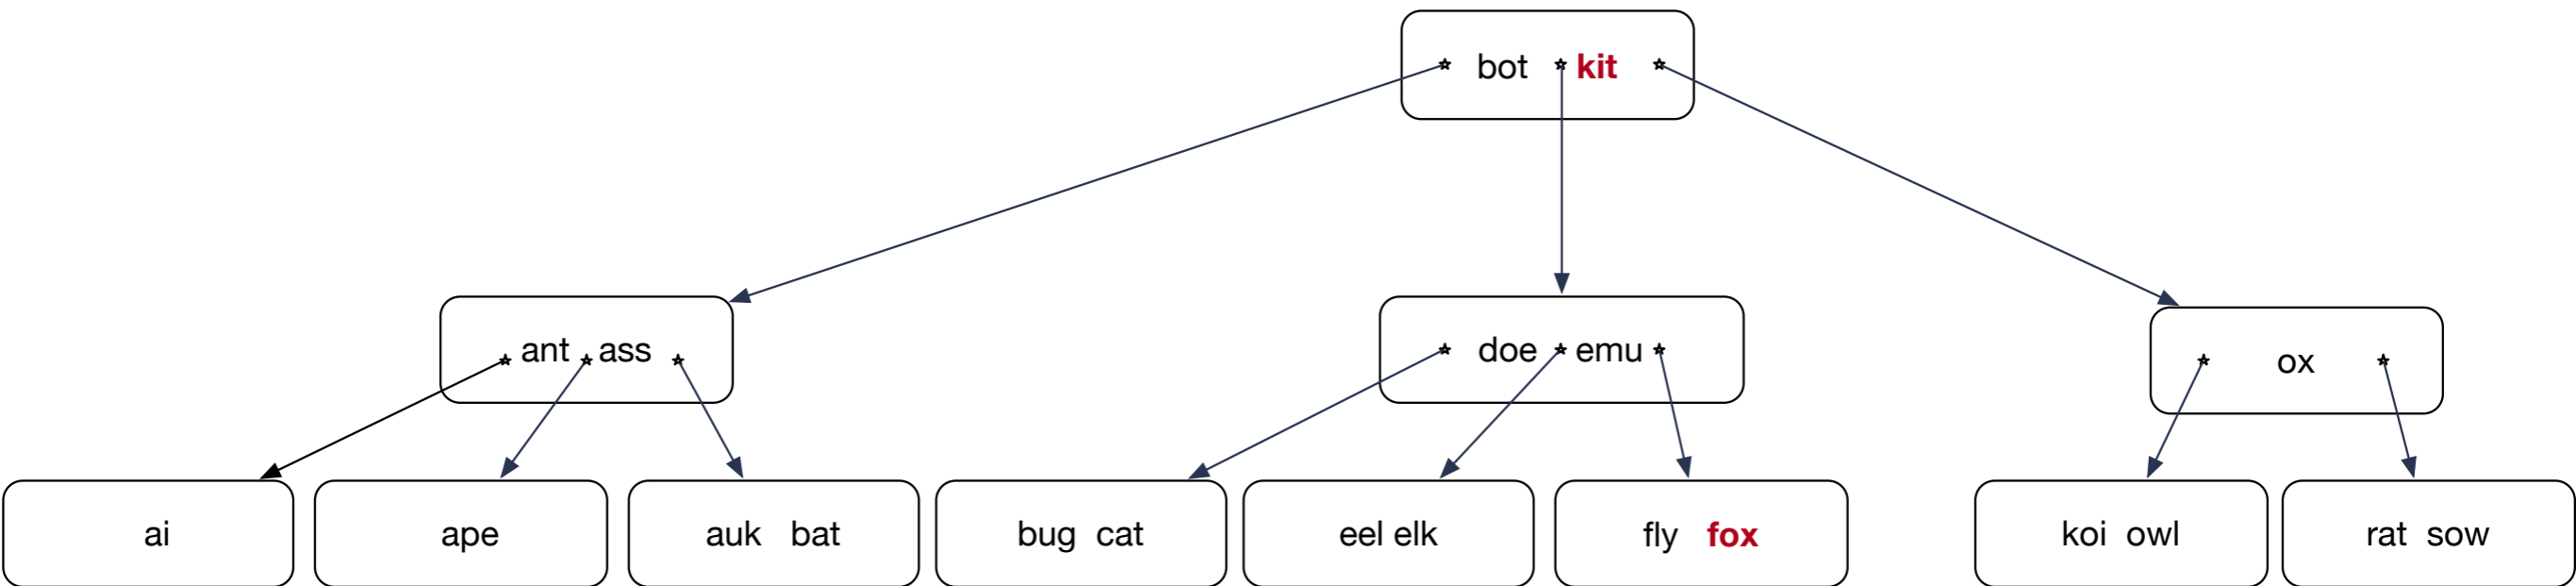 bot kit
ant ass
doe emu
ox
ai
ape
auk bat
bug cat
eel elk
fly fox
koi owl
rat sow